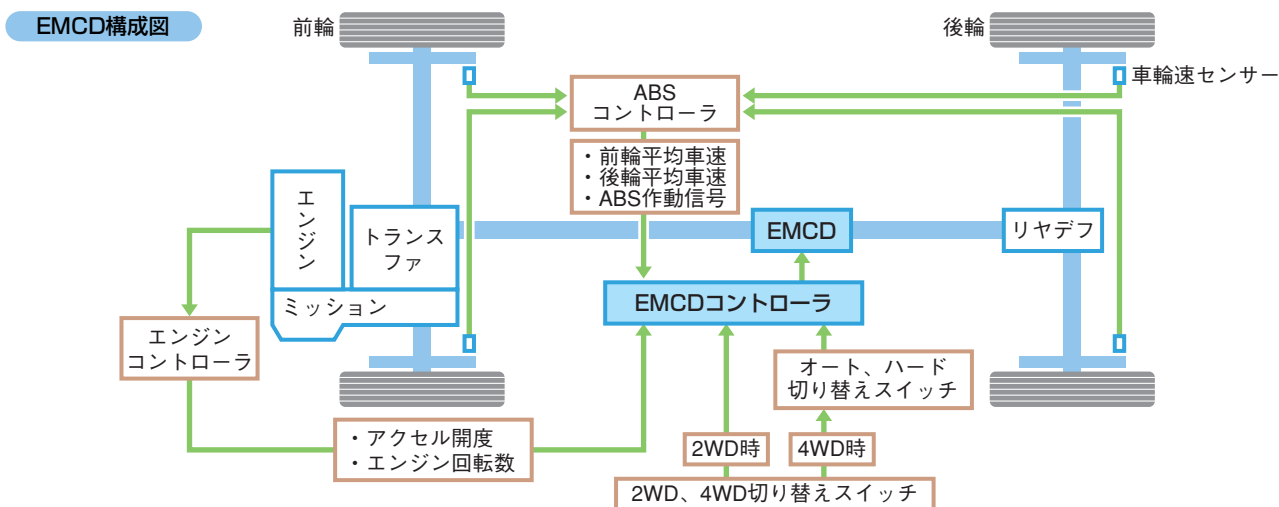 EMCD構成図
前輪
後輪
車輪速センサー
ABS
コントローラ
・前輪平均車速
・後輪平均車速
・ABS作動信号
エンジン
トランス
ファ
ミッション
EMCD
リヤデフ
EMCDコントローラ
エンジン
コントローラ
オート、ハード
切り替えスイッチ
・アクセル開度
・エンジン回転数
2WD時
4WD時
2WD、4WD切り替えスイッチ